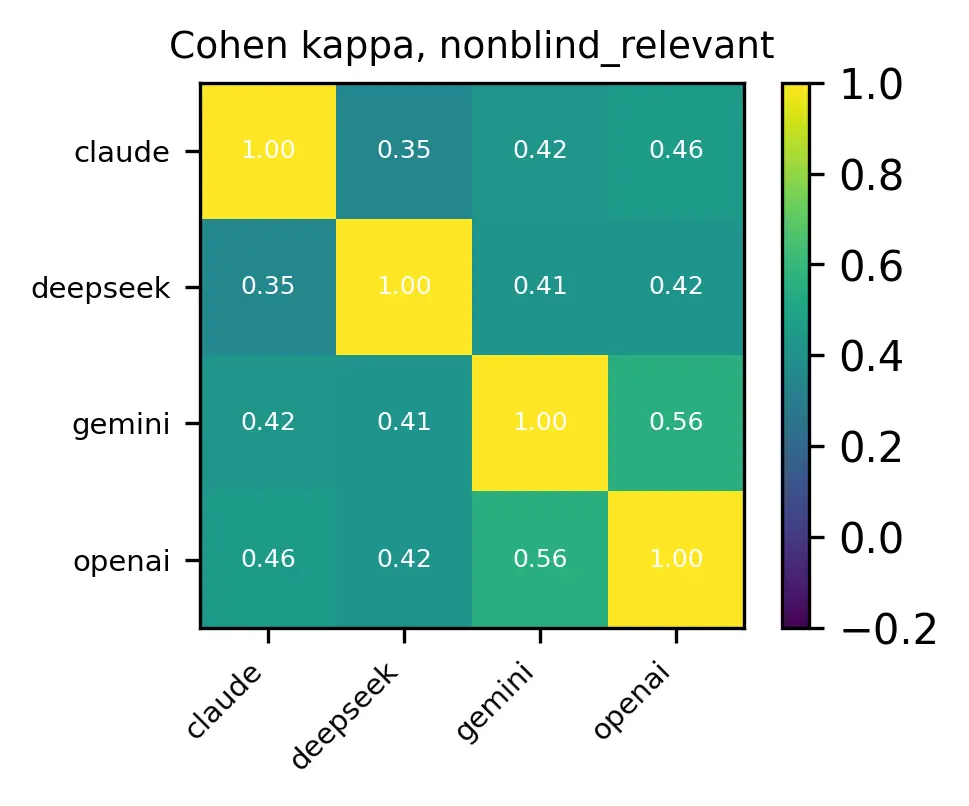 Cohen kappa, nonblind_relevant
claude 1.00 0.35 0.42 0.46
deepseek 0.35 1.00 0.41 0.42
gemini 0.42 0.41 1.00 0.56
openai 0.46 0.42 0.56 1.00
claude deepseek gemini openai
1.0
0.8
0.6
0.4
0.2
0.0
−0.2